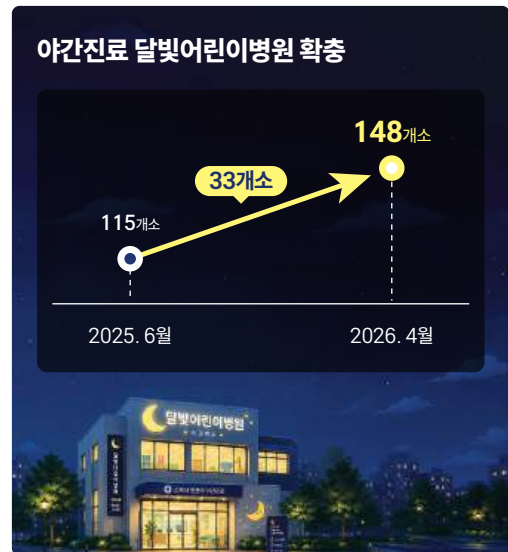 야간진료 달빛어린이병원 확충
148개소
33개소
115개소
2025. 6월
2026. 4월
달빛어린이병원